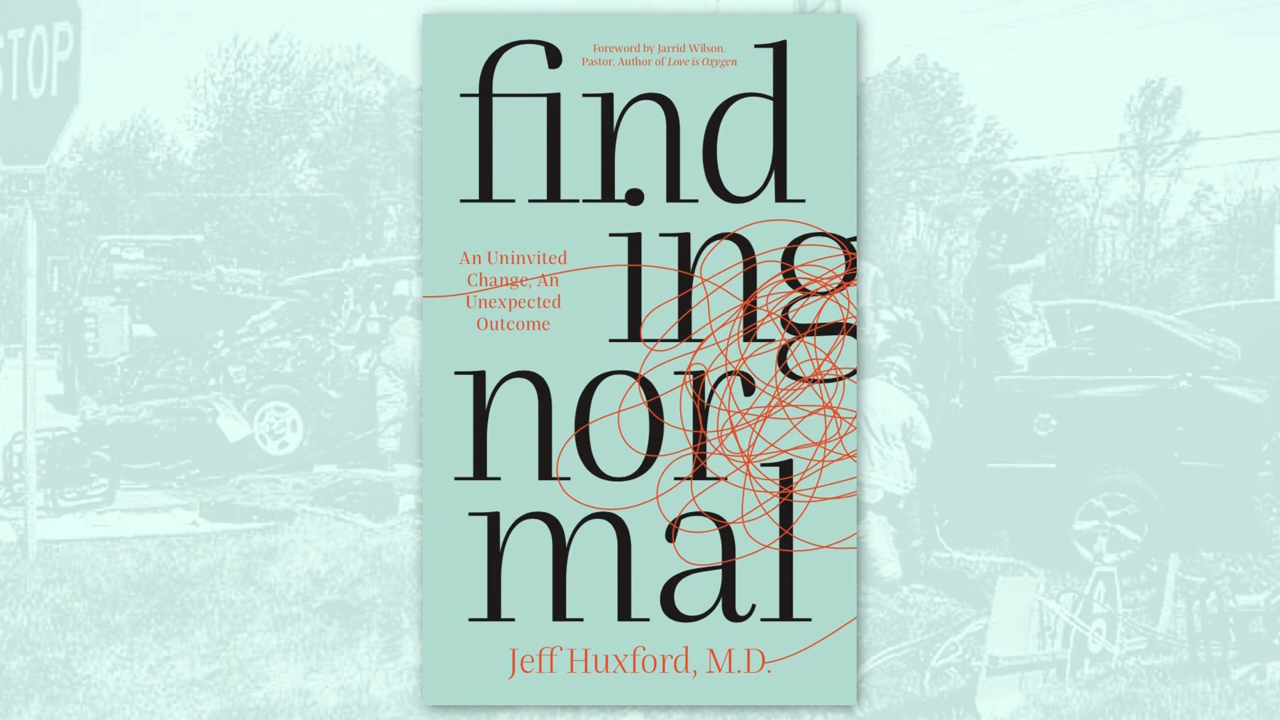 STOP
Foreword by Jarrid Wilson.
Pastor, Author of Love is Oxygen
find
ing
An Uninvited
Change, An
Unexpected
Outcome
nor
mal
Jeff Huxford, M.D.